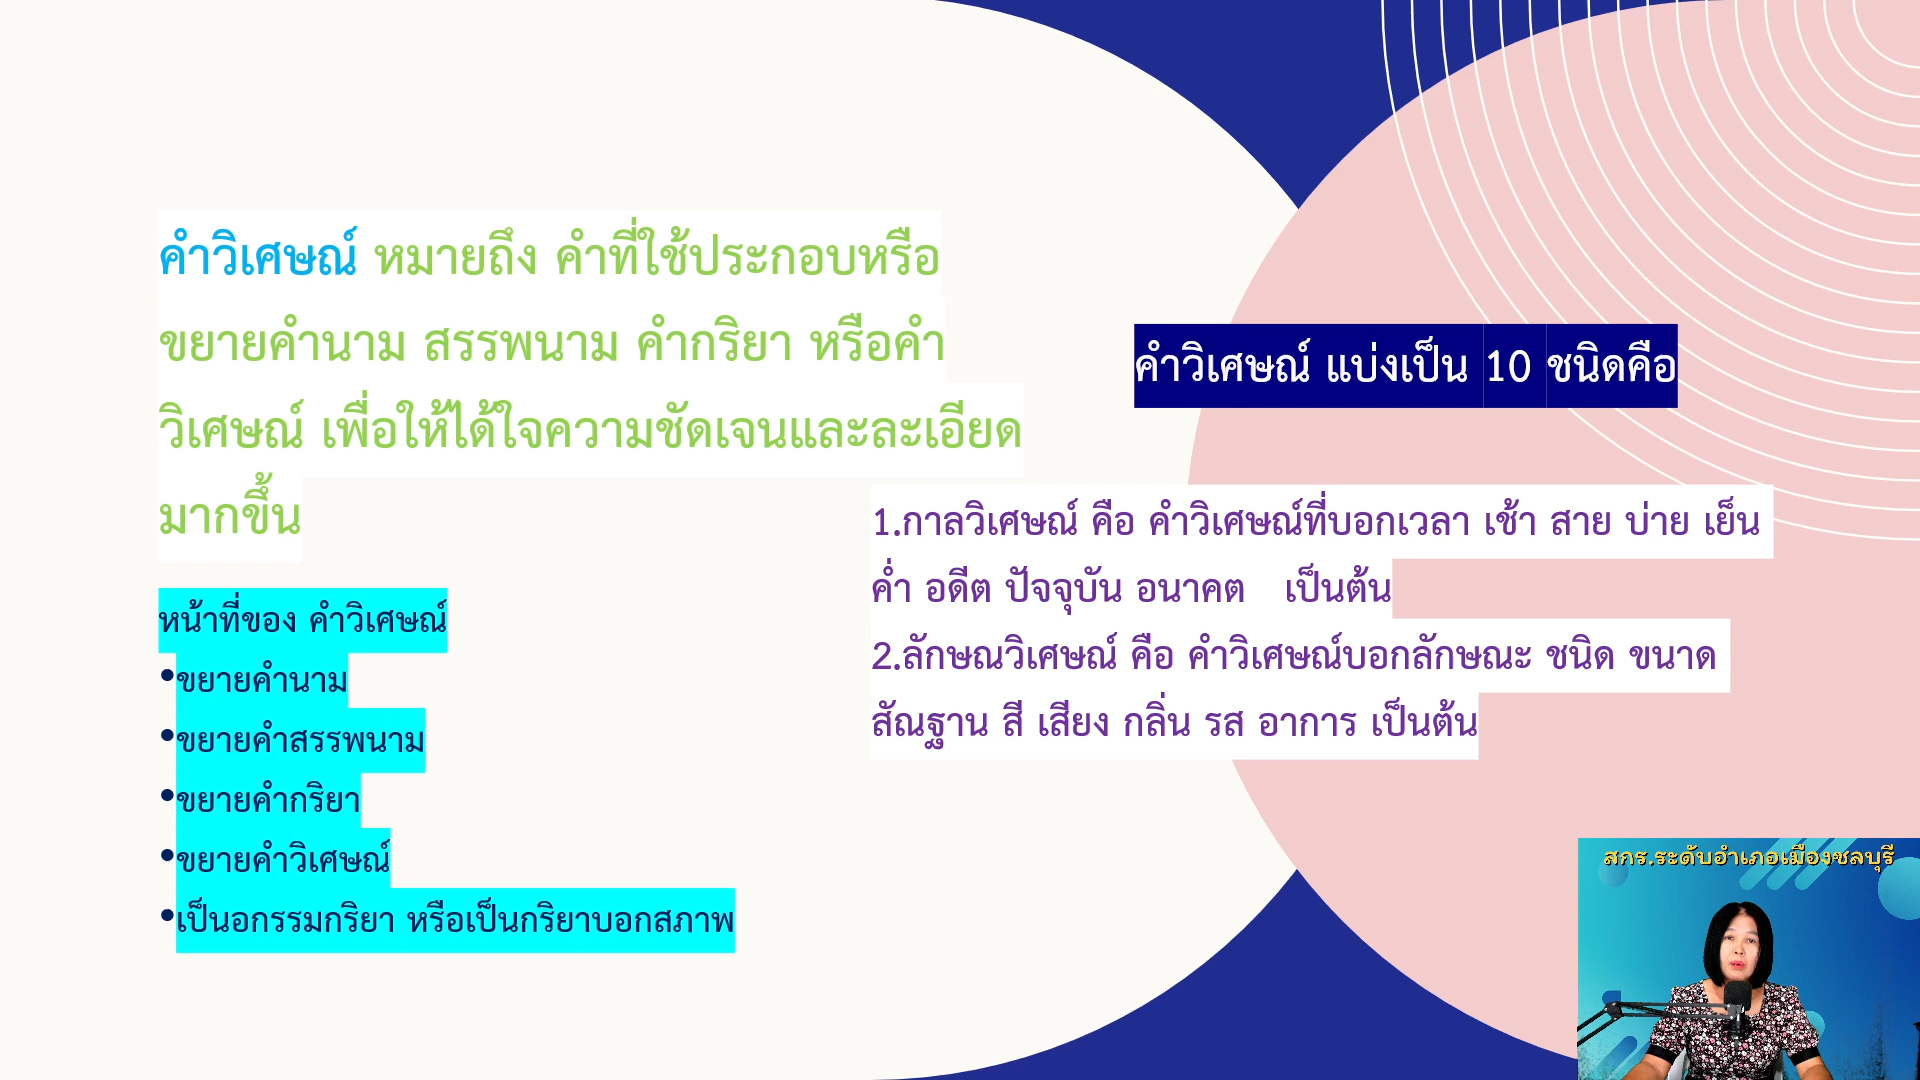 คำวิเศษณ์ หมายถึง คำที่ใช้ประกอบหรือ
ขยายคำนาม สรรพนาม คำกริยา หรือคำ
วิเศษณ์ เพื่อให้ได้ใจความชัดเจนและละเอียด
มากขึ้น
หน้าที่ของ คำวิเศษณ์
•ขยายคำนาม
•ขยายคำสรรพนาม
•ขยายคำกริยา
•ขยายคำวิเศษณ์
•เป็นอกรรมกริยา หรือเป็นกริยาบอกสภาพ
คำวิเศษณ์ แบ่งเป็น 10 ชนิดคือ
1.กาลวิเศษณ์ คือ คำวิเศษณ์ที่บอกเวลา เช้า สาย บ่าย เย็น
ค่ำ อดีต ปัจจุบัน อนาคต เป็นต้น
2.ลักษณวิเศษณ์ คือ คำวิเศษณ์บอกลักษณะ ชนิด ขนาด
สัณฐาน สี เสียง กลิ่น รส อาการ เป็นต้น
สกร.ระดับอำเภอเมืองชลบุรี